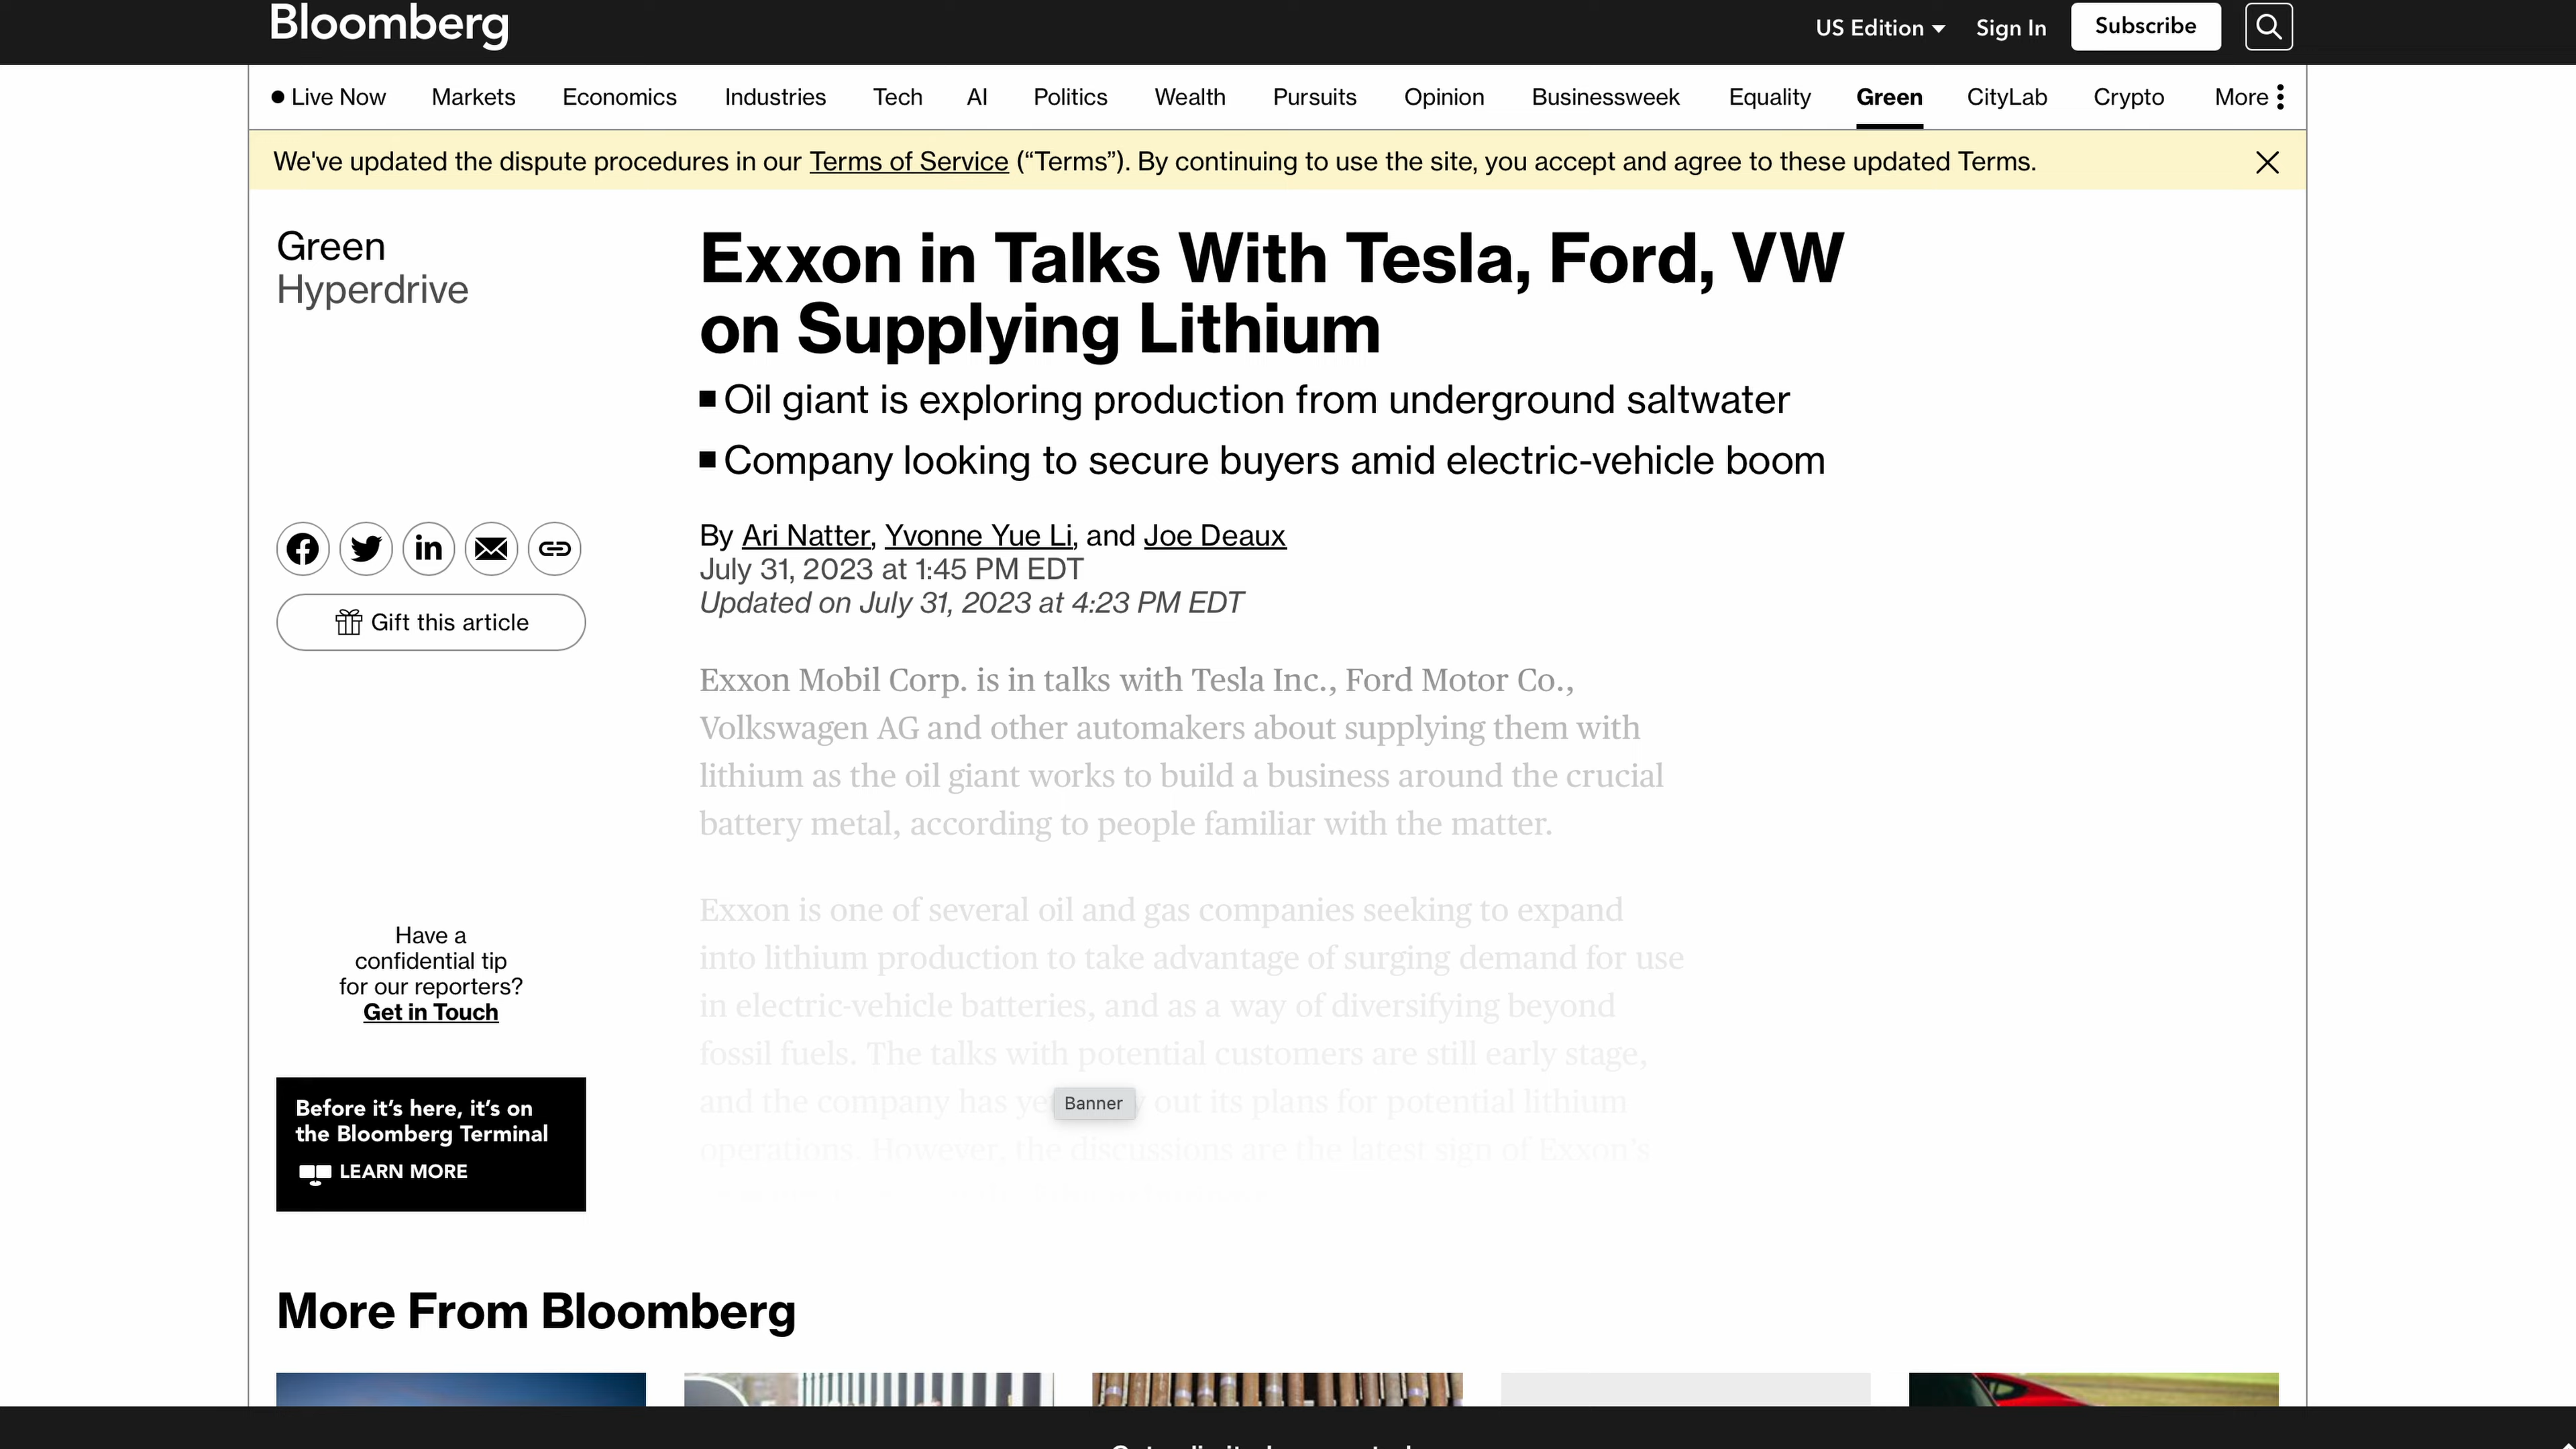 Bloomberg
US Edition
Sign In
Subscribe
Live Now
Markets
Economics
Industries
Tech
AI
Politics
Wealth
Pursuits
Opinion
Businessweek
Equality
Green
CityLab
Crypto
More
We've updated the dispute procedures in our Terms of Service (“Terms”). By continuing to use the site, you accept and agree to these updated Terms.
Green
Hyperdrive
Exxon in Talks With Tesla, Ford, VW
on Supplying Lithium
Oil giant is exploring production from underground saltwater
Company looking to secure buyers amid electric-vehicle boom
By Ari Natter, Yvonne Yue Li, and Joe Deaux
July 31, 2023 at 1:45 PM EDT
Updated on July 31, 2023 at 4:23 PM EDT
Gift this article
Exxon Mobil Corp. is in talks with Tesla Inc., Ford Motor Co.,
Volkswagen AG and other automakers about supplying them with
lithium as the oil giant works to build a business around the crucial
battery metal, according to people familiar with the matter.
Exxon is one of several oil and gas companies seeking to expand
into lithium production to take advantage of surging demand for use
in electric-vehicle batteries, and as a way of diversifying beyond
fossil fuels. The talks with potential customers are still early stage,
and the company has out its plans for potential lithium
Banner
operations. However, the discussions are the latest sign of Exxon's
Have a
confidential tip
for our reporters?
Get in Touch
Before it’s here, it’s on
the Bloomberg Terminal
LEARN MORE
More From Bloomberg